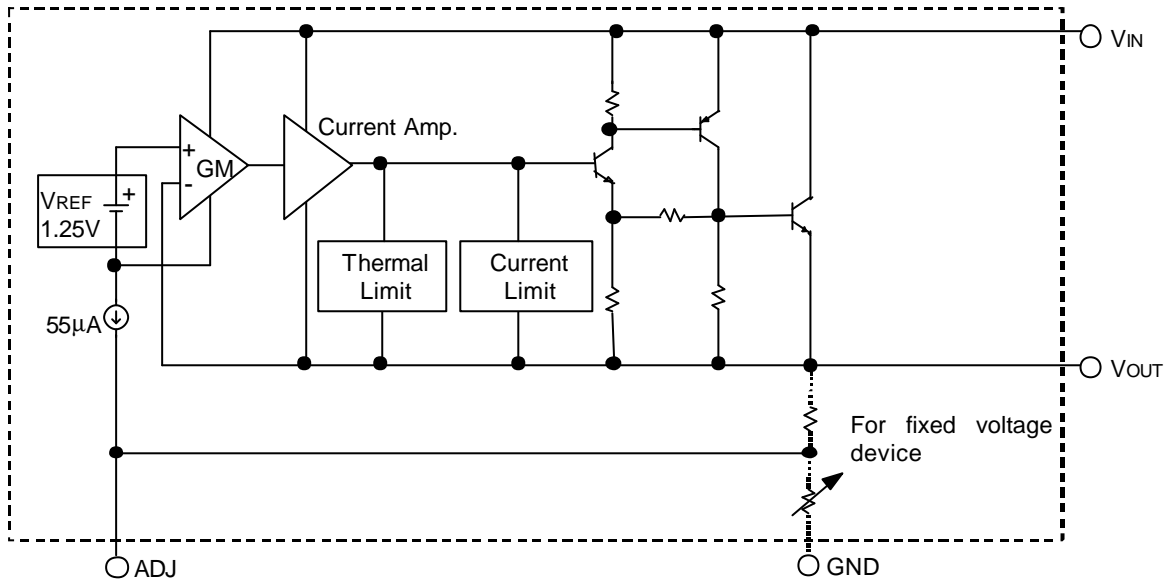 VIN
Current Amp.
+
GM
-
VREF
+
1.25V
Thermal
Limit
Current
Limit
55μA
VOUT
For fixed voltage
device
ADJ
GND